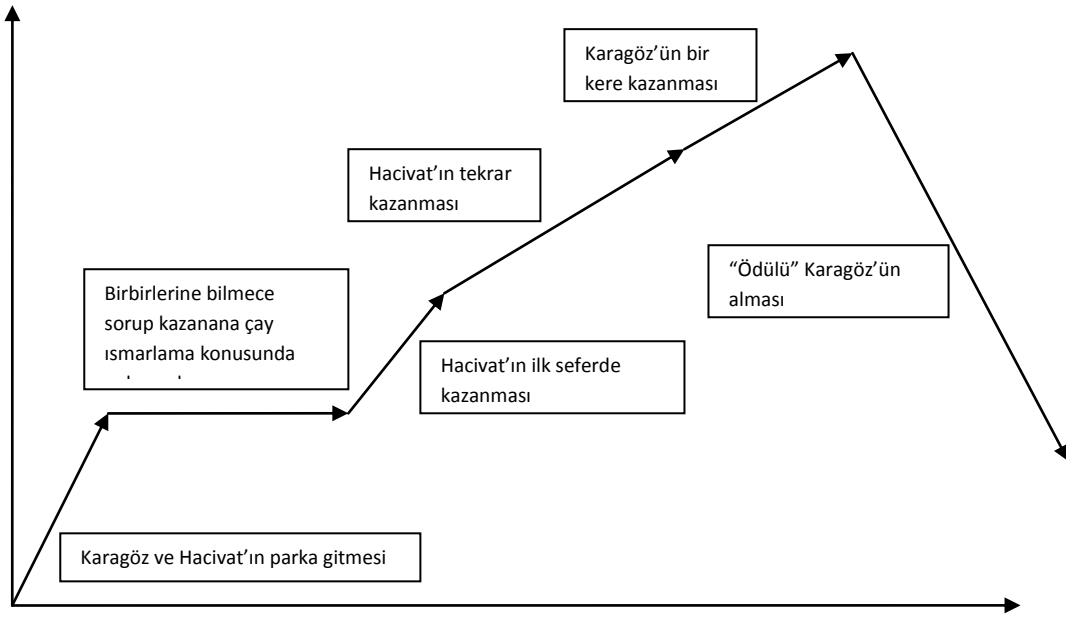 Karagöz’ün bir
kere kazanması
Hacivat’ın tekrar
kazanması
“Ödülü” Karagöz’ün
alması
Birbirlerine bilmece
sorup kazanana çay
ısmarlama konusunda
Hacivat’ın ilk seferde
kazanması
Karagöz ve Hacivat’ın parka gitmesi